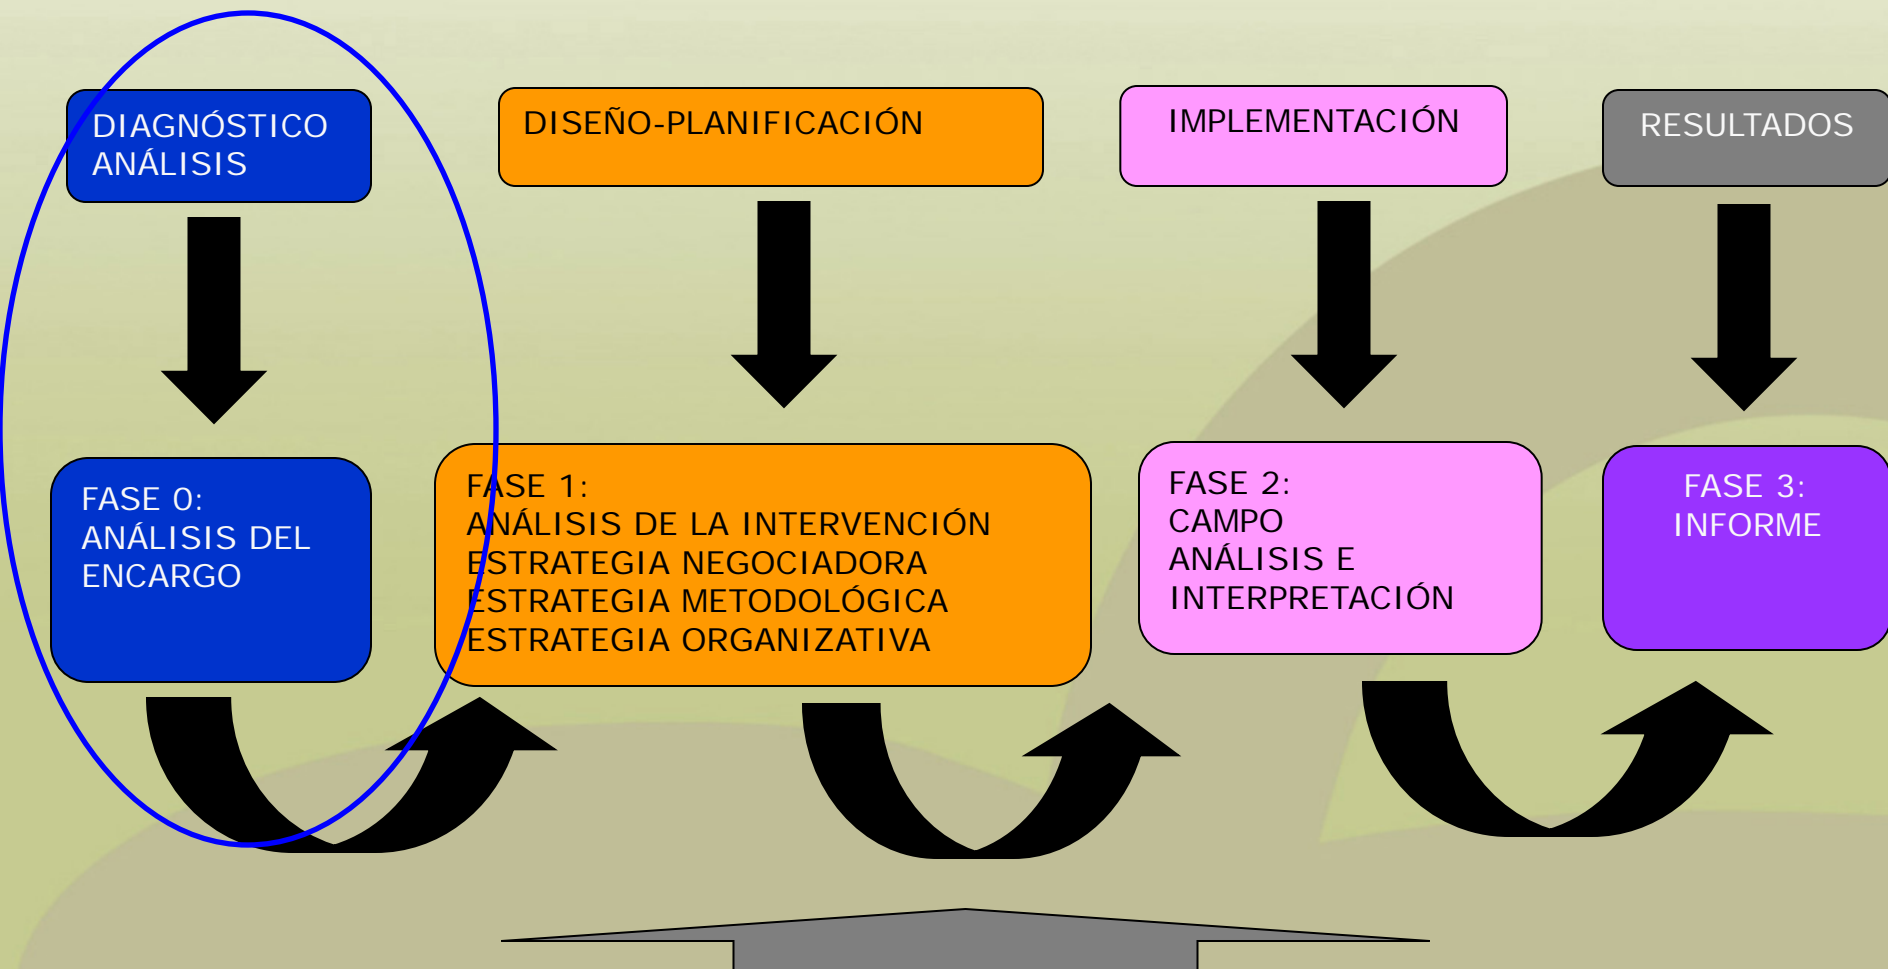 DIAGNÓSTICO
ANÁLISIS
DISEÑO-PLANIFICACIÓN
IMPLEMENTACIÓN
RESULTADOS
FASE 0:
ANÁLISIS DEL
ENCARGO
FASE 1:
ANÁLISIS DE LA INTERVENCIÓN
ESTRATEGIA NEGOCIADORA
ESTRATEGIA METODOLÓGICA
ESTRATEGIA ORGANIZATIVA
FASE 2:
CAMPO
ANÁLISIS E
INTERPRETACIÓN
FASE 3:
INFORME